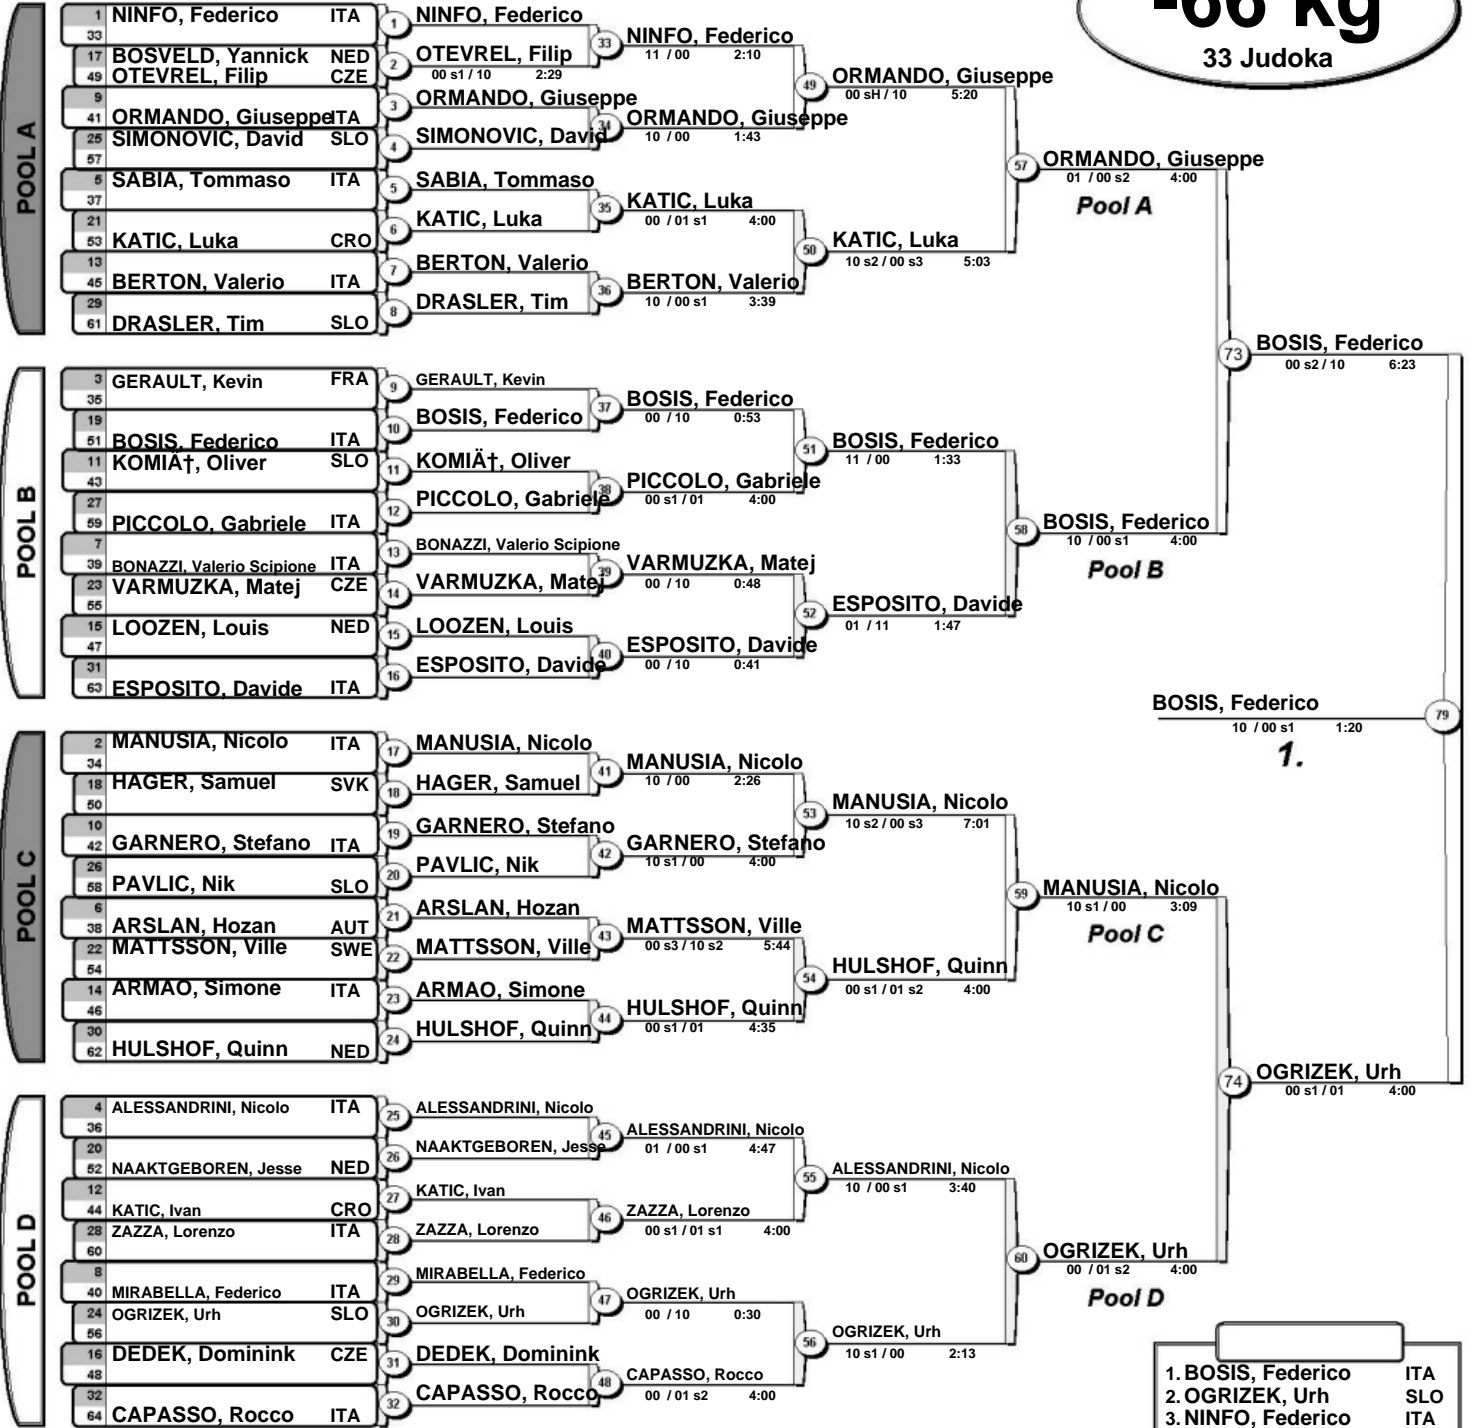 -66 kg
33 Judoka
POOL A
1 NINFO, Federico ITA
33
17 BOSVELD, Yannick NED
49 OTEVREL, Filip CZE
9
41 ORMANDO, Giuseppe ITA
25 SIMONOVIC, David SLO
57
5 SABIA, Tommaso ITA
37
21
53 KATIC, Luka CRO
13
45 BERTON, Valerio ITA
29
61 DRASLER, Tim SLO
1 NINFO, Federico
2 OTEVREL, Filip
00 s1 / 10 2:29
3 ORMANDO, Giuseppe
4 SIMONOVIC, David
5 SABIA, Tommaso
6 KATIC, Luka
7 BERTON, Valerio
8 DRASLER, Tim
33 NINFO, Federico
11 / 00 2:10
34 ORMANDO, Giuseppe
10 / 00 1:43
35 KATIC, Luka
00 / 01 s1 4:00
36 BERTON, Valerio
10 / 00 s1 3:39
49 ORMANDO, Giuseppe
00 sH / 10 5:20
50 KATIC, Luka
10 s2 / 00 s3 5:03
57 ORMANDO, Giuseppe
01 / 00 s2 4:00
Pool A
POOL B
3 GERAULT, Kevin FRA
35
19
51 BOSIS, Federico ITA
11 KOMIÄ†, Oliver SLO
43
27
59 PICCOLO, Gabriele ITA
7
39 BONAZZI, Valerio Scipione ITA
23 VARMUZKA, Matej CZE
55
15 LOOZEN, Louis NED
47
31
63 ESPOSITO, Davide ITA
9 GERAULT, Kevin
10 BOSIS, Federico
11 KOMIÄ†, Oliver
12 PICCOLO, Gabriele
13 BONAZZI, Valerio Scipione
14 VARMUZKA, Matej
15 LOOZEN, Louis
16 ESPOSITO, Davide
37 BOSIS, Federico
00 / 10 0:53
38 PICCOLO, Gabriele
00 s1 / 01 4:00
39 VARMUZKA, Matej
00 / 10 0:48
40 ESPOSITO, Davide
00 / 10 0:41
51 BOSIS, Federico
11 / 00 1:33
52 ESPOSITO, Davide
01 / 11 1:47
58 BOSIS, Federico
10 / 00 s1 4:00
Pool B
73 BOSIS, Federico
00 s2 / 10 6:23
BOSIS, Federico 79
10 / 00 s1 1:20
1.
POOL C
2 MANUSIA, Nicolo ITA
34
18 HAGER, Samuel SVK
50
10
42 GARNERO, Stefano ITA
26
58 PAVLIC, Nik SLO
6
38 ARSLAN, Hozan AUT
22 MATTSSON, Ville SWE
54
14 ARMAO, Simone ITA
46
30
62 HULSHOF, Quinn NED
17 MANUSIA, Nicolo
18 HAGER, Samuel
19 GARNERO, Stefano
20 PAVLIC, Nik
21 ARSLAN, Hozan
22 MATTSSON, Ville
23 ARMAO, Simone
24 HULSHOF, Quinn
41 MANUSIA, Nicolo
10 / 00 2:26
42 GARNERO, Stefano
10 s1 / 00 4:00
43 MATTSSON, Ville
00 s3 / 10 s2 5:44
44 HULSHOF, Quinn
00 s1 / 01 4:35
53 MANUSIA, Nicolo
10 s2 / 00 s3 7:01
54 HULSHOF, Quinn
00 s1 / 01 s2 4:00
59 MANUSIA, Nicolo
10 s1 / 00 3:09
Pool C
POOL D
4 ALESSANDRINI, Nicolo ITA
36
20
52 NAAKTGEBOREN, Jesse NED
12
44 KATIC, Ivan CRO
28 ZAZZA, Lorenzo ITA
60
8
40 MIRABELLA, Federico ITA
24 OGRIZEK, Urh SLO
56
16 DEDEK, Dominink CZE
48
32
64 CAPASSO, Rocco ITA
25 ALESSANDRINI, Nicolo
26 NAAKTGEBOREN, Jesse
27 KATIC, Ivan
28 ZAZZA, Lorenzo
29 MIRABELLA, Federico
30 OGRIZEK, Urh
31 DEDEK, Dominink
32 CAPASSO, Rocco
45 ALESSANDRINI, Nicolo
01 / 00 s1 4:47
46 ZAZZA, Lorenzo
00 s1 / 01 s1 4:00
47 OGRIZEK, Urh
00 / 10 0:30
48 CAPASSO, Rocco
00 / 01 s2 4:00
55 ALESSANDRINI, Nicolo
10 / 00 s1 3:40
56 OGRIZEK, Urh
10 s1 / 00 2:13
60 OGRIZEK, Urh
00 / 01 s2 4:00
Pool D
74 OGRIZEK, Urh
00 s1 / 01 4:00
1. BOSIS, Federico ITA
2. OGRIZEK, Urh SLO
3. NINFO, Federico ITA